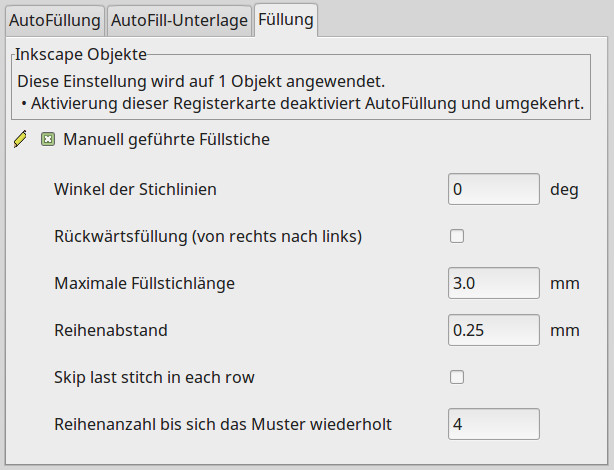 AutoFüllung AutoFill-Unterlage Füllung
Inkscape Objekte
Diese Einstellung wird auf 1 Objekt angewendet.
• Aktivierung dieser Registerkarte deaktiviert AutoFüllung und umgekehrt.
Manuell geführte Füllstiche
Winkel der Stichlinien 0 deg
Rückwärtsfüllung (von rechts nach links)
Maximale Füllstichlänge 3.0 mm
Reihenabstand 0.25 mm
Skip last stitch in each row
Reihenanzahl bis sich das Muster wiederholt 4